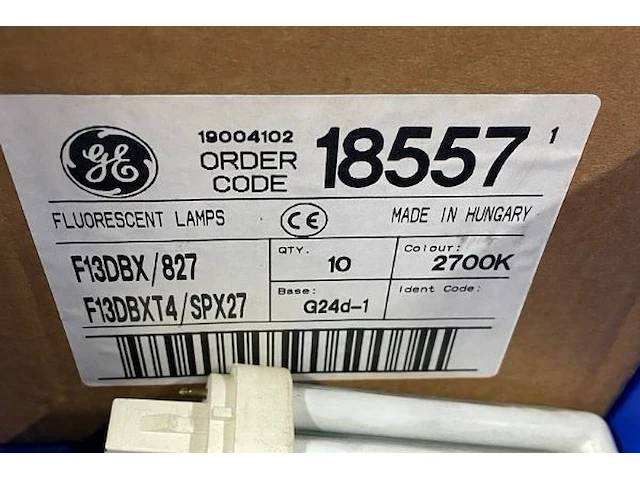 GE
19004102
ORDER CODE 18557 1
FLUORESCENT LAMPS CE MADE IN HUNGARY
F13DBX/827
F13DBXT4/SPX27
QTY. 10
Colour: 2700K
Base: G24d-1
Ident Code: